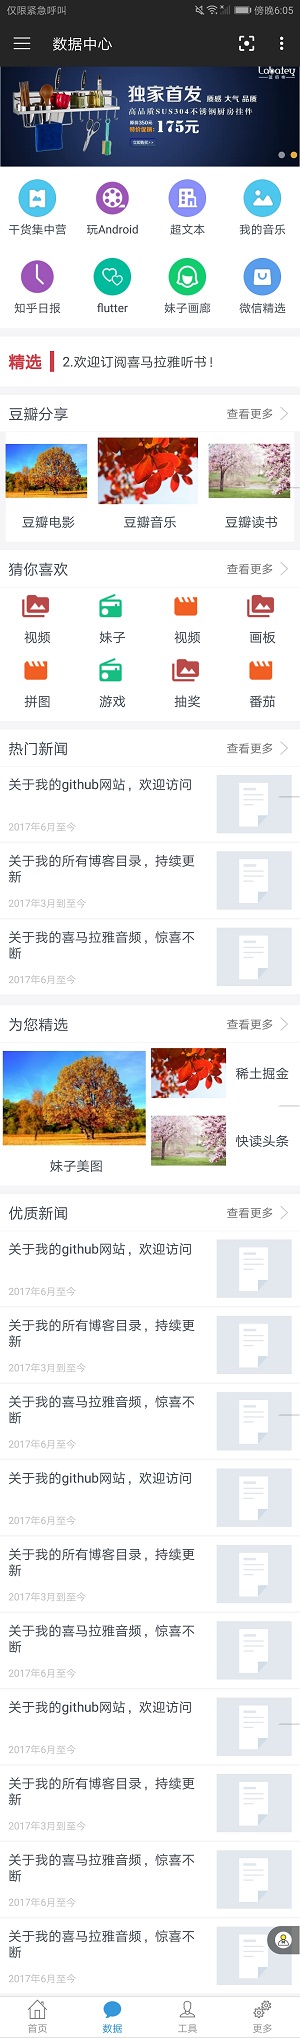 仅限紧急呼叫
傍晚6:05
数据中心
Lolkatey
独家首发 质感 大气 品质
高品质SUS304不锈钢厨房挂件
特价促销：175元
干货集中营 玩Android 超文本 我的音乐
知乎日报 flutter 妹子画廊 微信精选
精选 2.欢迎订阅喜马拉雅听书！
豆瓣分享 查看更多
豆瓣电影 豆瓣音乐 豆瓣读书
猜你喜欢 查看更多
视频 妹子 视频 画板
拼图 游戏 抽奖 番茄
热门新闻 查看更多
关于我的github网站，欢迎访问
2017年6月至今
关于我的所有博客目录，持续更
新
2017年3月到至今
关于我的喜马拉雅音频，惊喜不
断
2017年6月至今
为您精选 查看更多
稀土掘金
快读头条
妹子美图
优质新闻 查看更多
关于我的github网站，欢迎访问
2017年6月至今
关于我的所有博客目录，持续更
新
2017年3月到至今
关于我的喜马拉雅音频，惊喜不
断
2017年6月至今
关于我的github网站，欢迎访问
2017年6月至今
关于我的所有博客目录，持续更
新
2017年3月到至今
关于我的喜马拉雅音频，惊喜不
断
2017年6月至今
关于我的github网站，欢迎访问
2017年6月至今
关于我的所有博客目录，持续更
新
2017年3月到至今
关于我的喜马拉雅音频，惊喜不
断
2017年6月至今
关于我的喜马拉雅音频，惊喜不
断
2017年6月至今
首页 数据 工具 更多